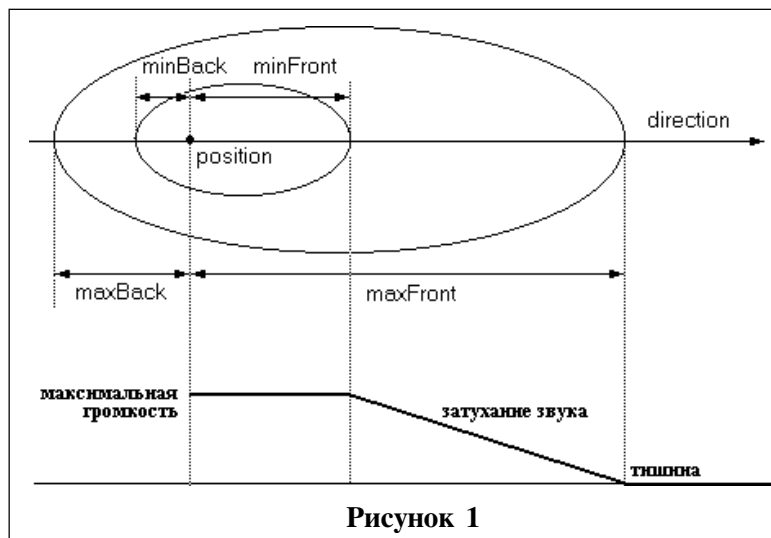 minBack minFront
direction
position
maxBack maxFront
максимальная
громкость
затухание звука
тишина
Рисунок 1